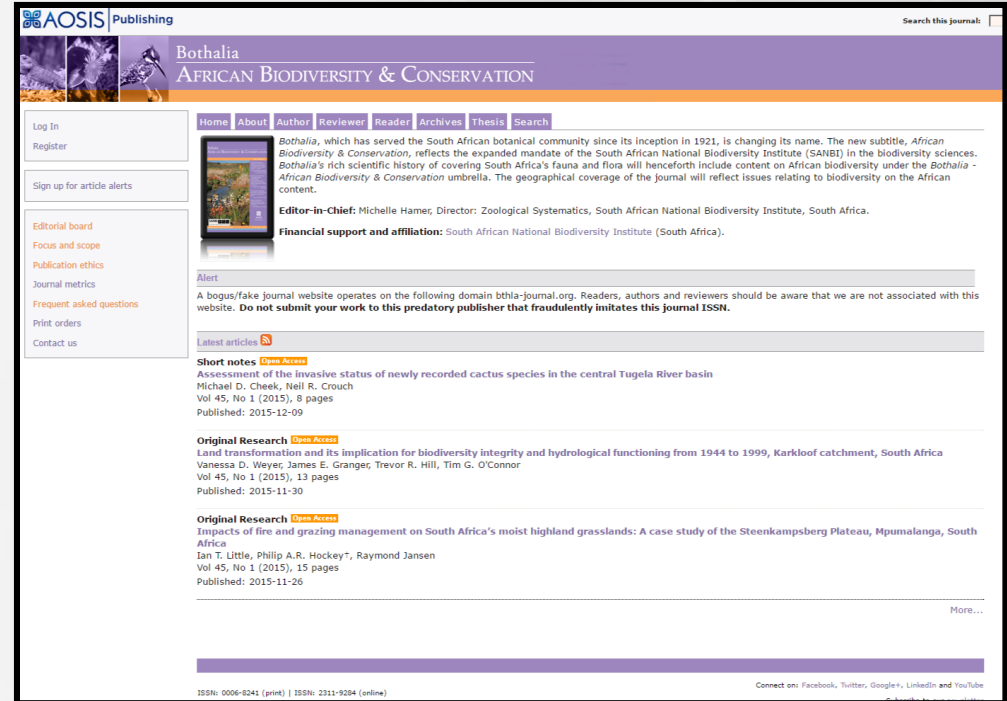 AOSIS Publishing
Search this journal:
Bothalia
AFRICAN BIODIVERSITY & CONSERVATION
Log In
Register
Sign up for article alerts
Editorial board
Focus and scope
Publication ethics
Journal metrics
Frequent asked questions
Print orders
Contact us
Home About Author Reviewer Reader Archives Thesis Search
Bothalia, which has served the South African botanical community since its inception in 1921, is changing its name. The new subtitle, African
Biodiversity & Conservation, reflects the expanded mandate of the South African National Biodiversity Institute (SANBI) in the biodiversity sciences.
Bothalia's rich scientific history of covering South Africa's fauna and flora will henceforth include content on African biodiversity under the Bothalia -
African Biodiversity & Conservation umbrella. The geographical coverage of the journal will reflect issues relating to biodiversity on the African
content.
Editor-in-Chief: Michelle Hamer, Director: Zoological Systematics, South African National Biodiversity Institute, South Africa.
Financial support and affiliation: South African National Biodiversity Institute (South Africa).
Alert
A bogus/fake journal website operates on the following domain bthla-journal.org. Readers, authors and reviewers should be aware that we are not associated with this
website. Do not submit your work to this predatory publisher that fraudulently imitates this journal ISSN.
Latest articles
Short notes Open Access
Assessment of the invasive status of newly recorded cactus species in the central Tugela River basin
Michael D. Cheek, Neil R. Crouch
Vol 45, No 1 (2015), 8 pages
Published: 2015-12-09
Original Research Open Access
Land transformation and its implication for biodiversity integrity and hydrological functioning from 1944 to 1999, Karkloof catchment, South Africa
Vanessa D. Weyer, James E. Granger, Trevor R. Hill, Tim G. O'Connor
Vol 45, No 1 (2015), 13 pages
Published: 2015-11-30
Original Research Open Access
Impacts of fire and grazing management on South Africa's moist highland grasslands: A case study of the Steenkampsberg Plateau, Mpumalanga, South
Africa
Ian T. Little, Philip A.R. Hockey†, Raymond Jansen
Vol 45, No 1 (2015), 15 pages
Published: 2015-11-26
More...
ISSN: 0006-8241 (print) | ISSN: 2311-9284 (online)
Connect on: Facebook, Twitter, Google+, LinkedIn and YouTube